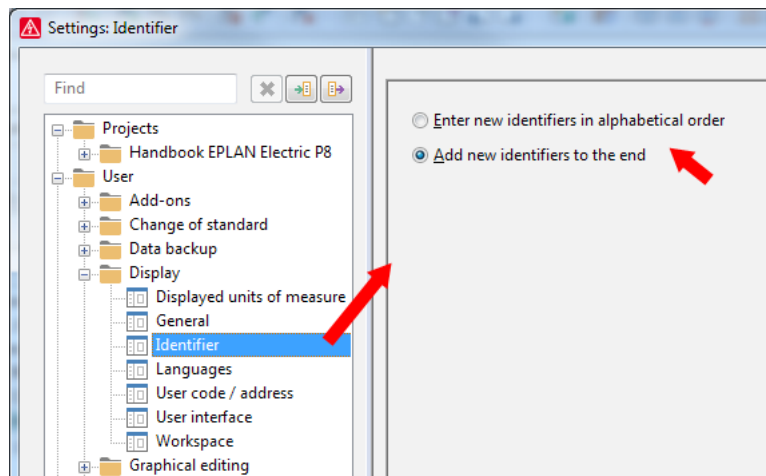 Settings: Identifier
Find
Projects
Handbook EPLAN Electric P8
User
Add-ons
Change of standard
Data backup
Display
Displayed units of measure
General
Identifier
Languages
User code / address
User interface
Workspace
Graphical editing
Enter new identifiers in alphabetical order
Add new identifiers to the end